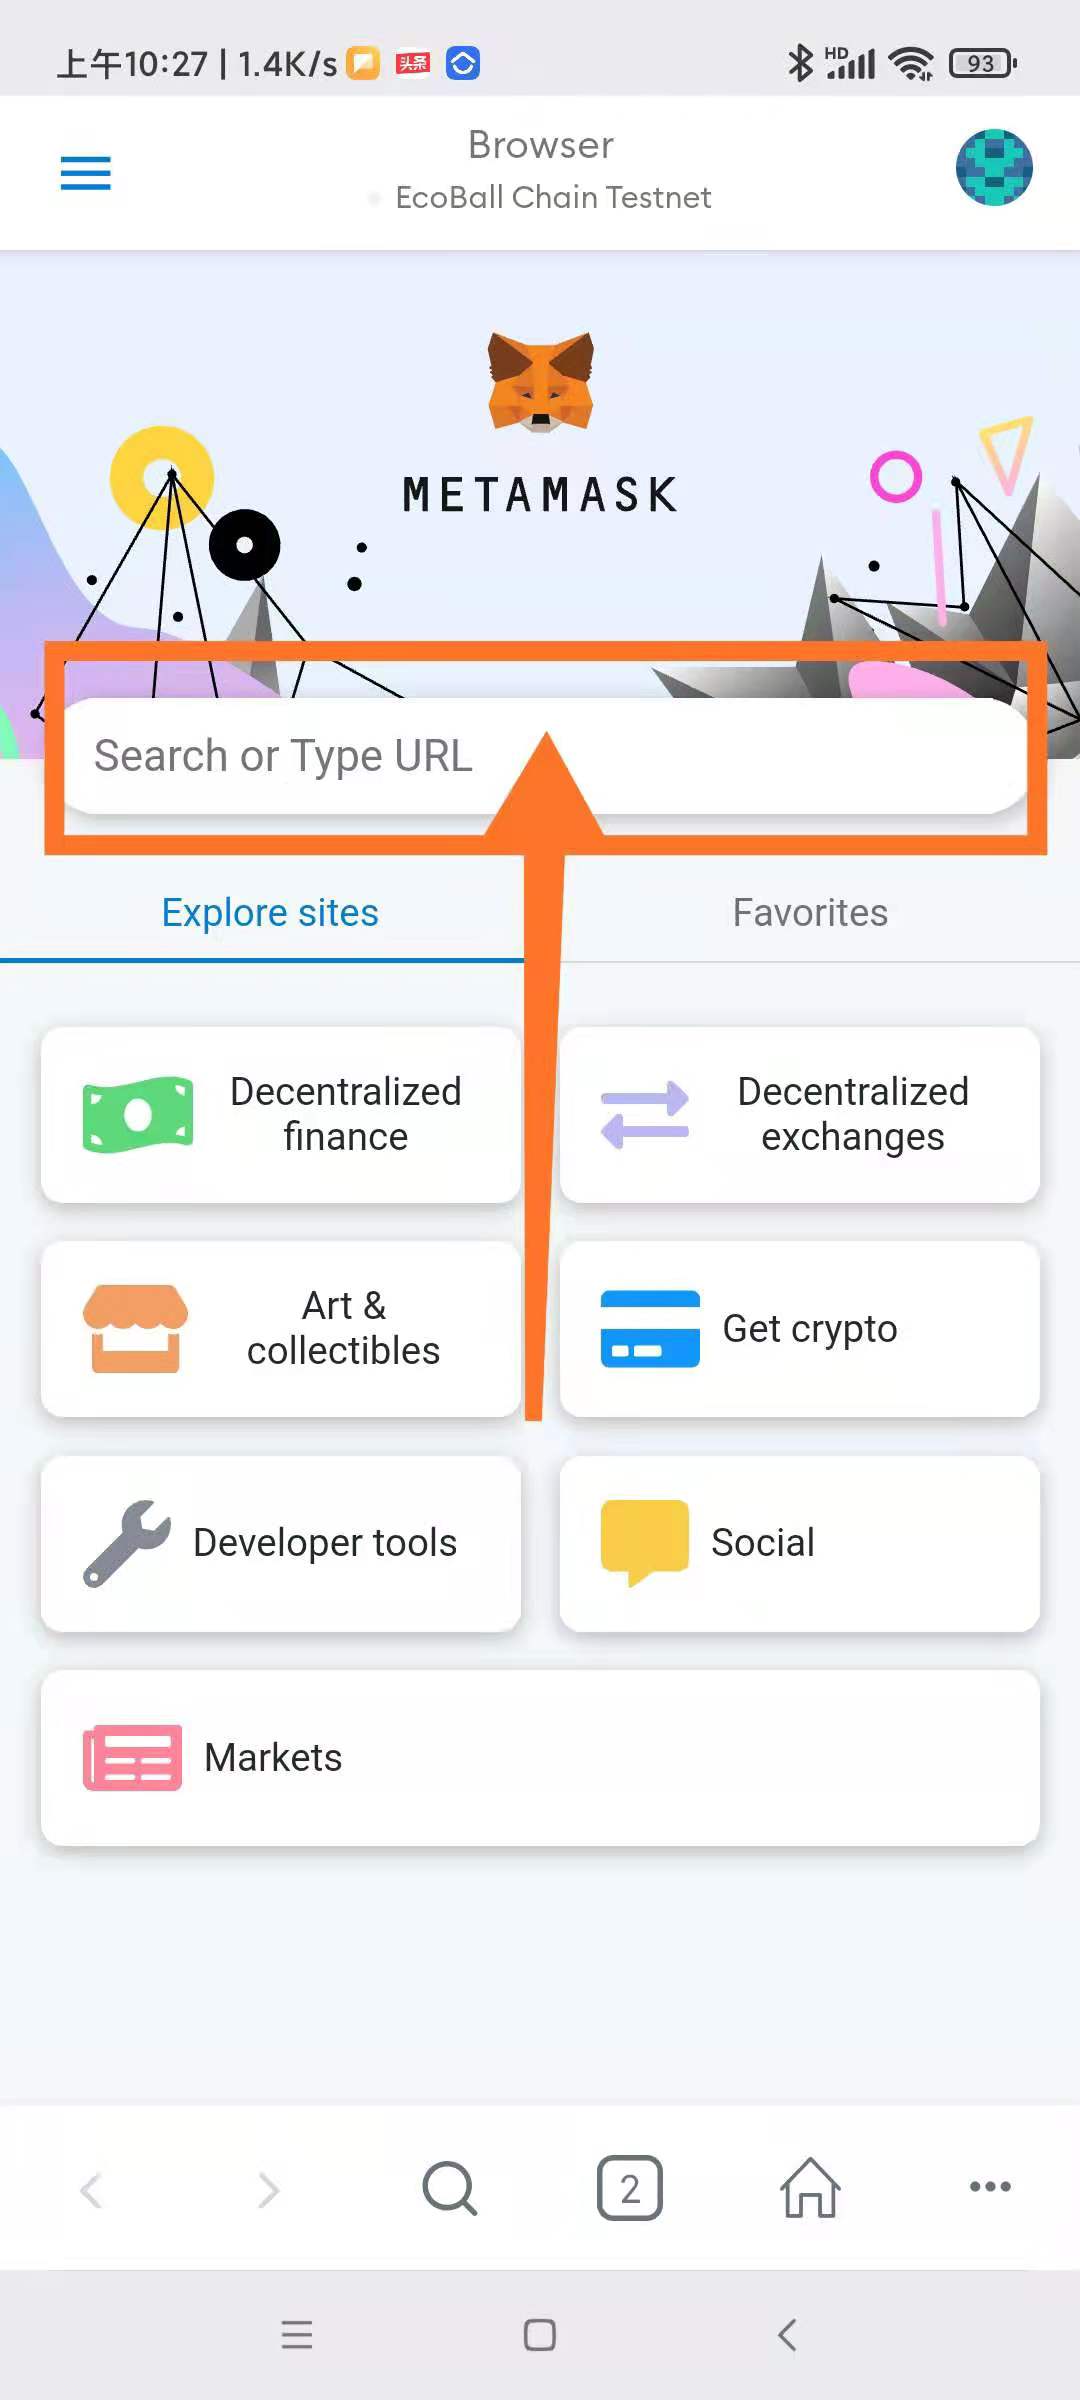 上午10:27 | 1.4K/s 头条 HD 93
Browser
EcoBall Chain Testnet
METAMASK
Search or Type URL
Explore sites Favorites
Decentralized
finance
Decentralized
exchanges
Art &
collectibles
Get crypto
Developer tools
Social
Markets
2